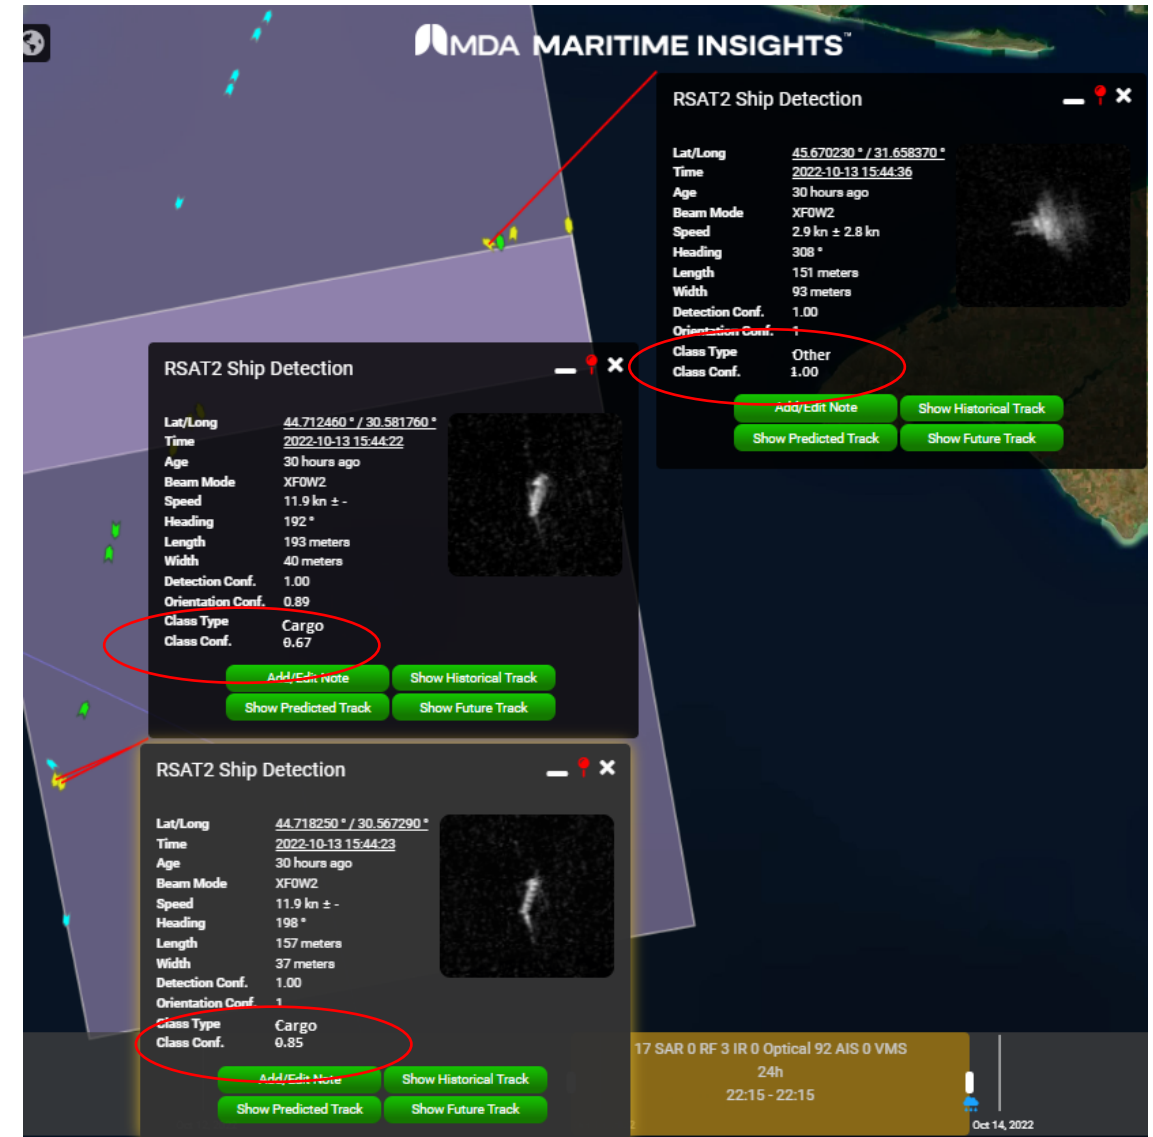 MDA MARITIME INSIGHTS™
RSAT2 Ship Detection
Lat/Long 45.670230 ° / 31.658370 °
Time 2022-10-13 15:44:36
Age 30 hours ago
Beam Mode XF0W2
Speed 2.9 kn ± 2.8 kn
Heading 308 °
Length 151 meters
Width 93 meters
Detection Conf. 1.00
Orientation Conf. 1
Class Type Other
Class Conf. 1.00
Add/Edit Note Show Historical Track
Show Predicted Track Show Future Track
RSAT2 Ship Detection
Lat/Long 44.712460 ° / 30.581760 °
Time 2022-10-13 15:44:22
Age 30 hours ago
Beam Mode XF0W2
Speed 11.9 kn ± -
Heading 192 °
Length 193 meters
Width 40 meters
Detection Conf. 1.00
Orientation Conf. 0.89
Class Type Cargo
Class Conf. 0.67
Add/Edit Note Show Historical Track
Show Predicted Track Show Future Track
RSAT2 Ship Detection
Lat/Long 44.718250 ° / 30.567290 °
Time 2022-10-13 15:44:23
Age 30 hours ago
Beam Mode XF0W2
Speed 11.9 kn ± -
Heading 198 °
Length 157 meters
Width 37 meters
Detection Conf. 1.00
Orientation Conf. 1
Class Type Cargo
Class Conf. 0.85
Add/Edit Note Show Historical Track
Show Predicted Track Show Future Track
17 SAR 0 RF 3 IR 0 Optical 92 AIS 0 VMS
24h
22:15 - 22:15
Oct 14, 2022